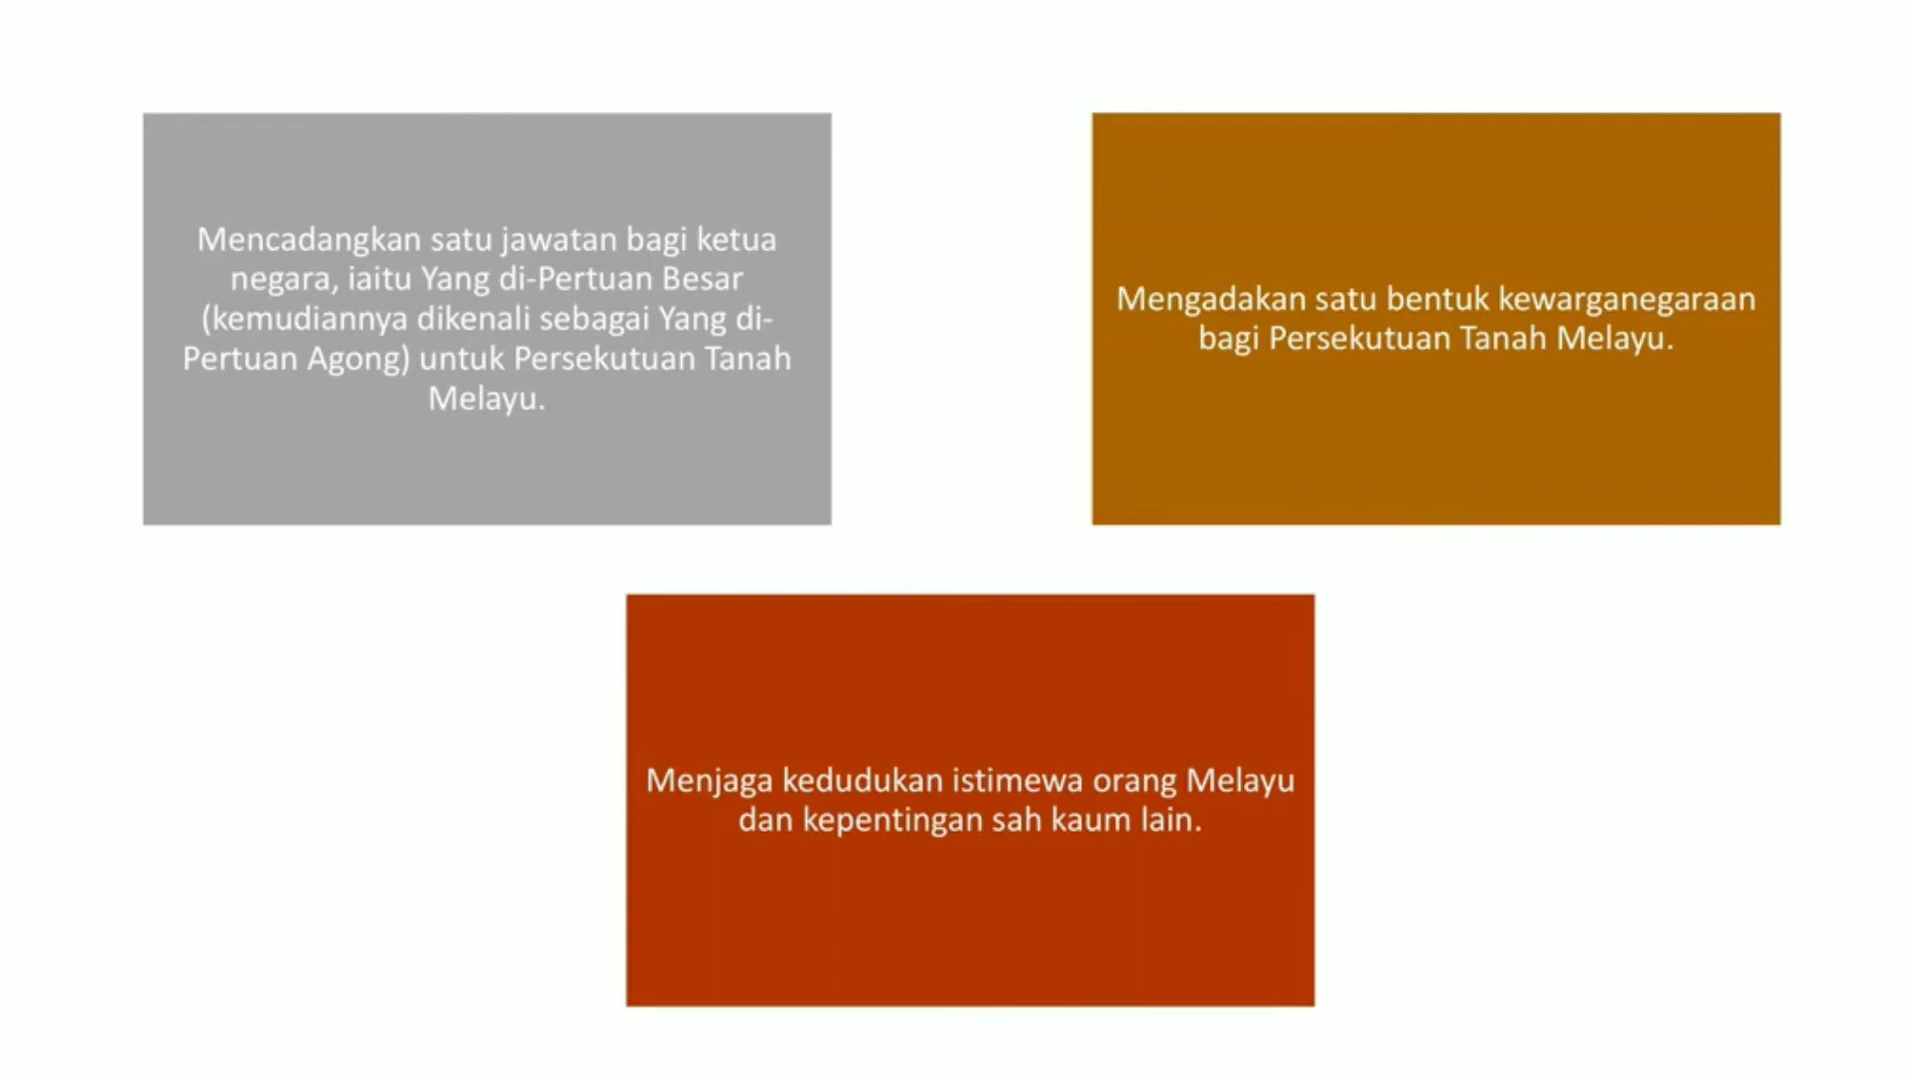 Mencadangkan satu jawatan bagi ketua
negara, iaitu Yang di-Pertuan Besar
(kemudiannya dikenali sebagai Yang di-
Pertuan Agong) untuk Persekutuan Tanah
Melayu.
Mengadakan satu bentuk kewarganegaraan
bagi Persekutuan Tanah Melayu.
Menjaga kedudukan istimewa orang Melayu
dan kepentingan sah kaum lain.